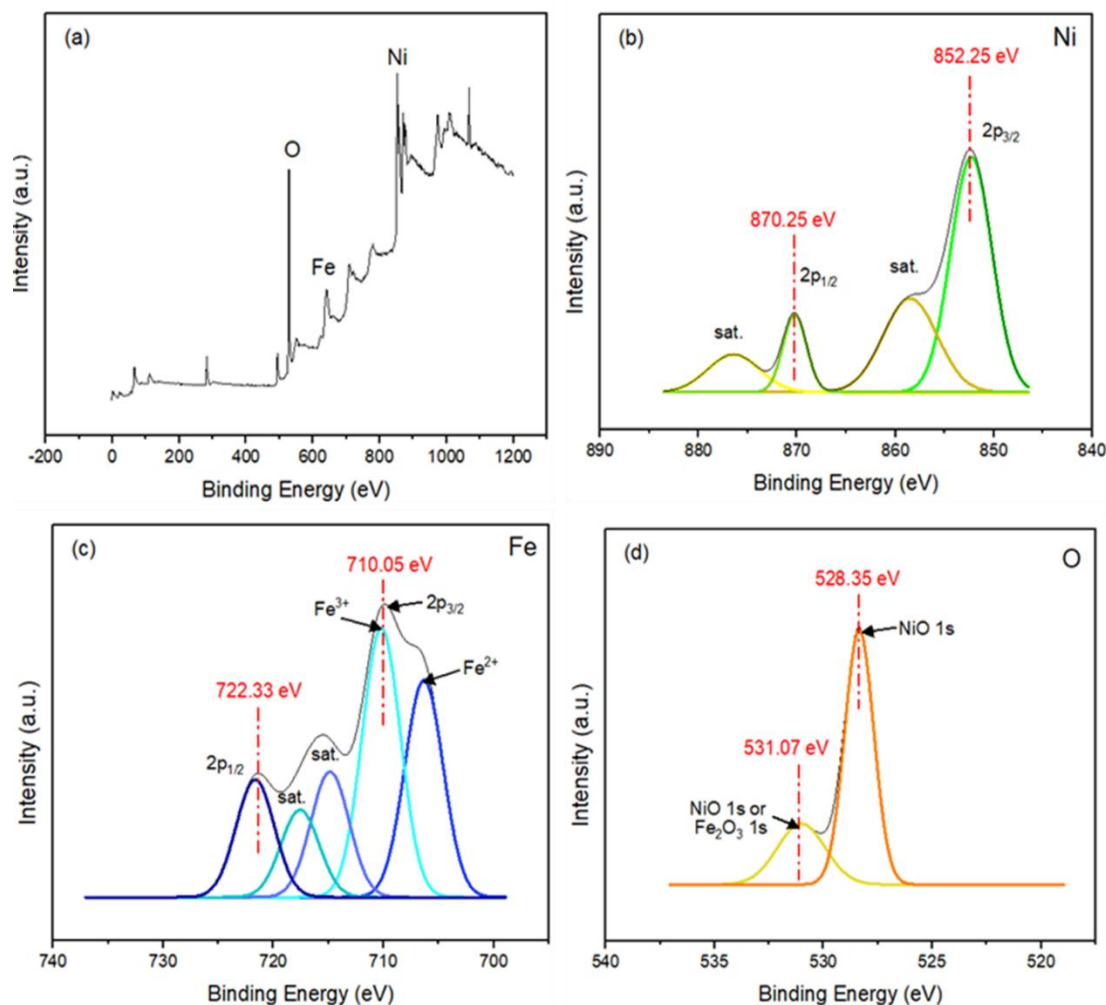 (a)
Ni
O
Fe
Intensity (a.u.)
-200 0 200 400 600 800 1000 1200
Binding Energy (eV)
(b)
Ni
852.25 eV
2p3/2
870.25 eV
2p1/2
sat.
sat.
Intensity (a.u.)
890 880 870 860 850 840
Binding Energy (eV)
(c)
Fe
710.05 eV
2p3/2
Fe3+
Fe2+
722.33 eV
2p1/2
sat.
sat.
Intensity (a.u.)
740 730 720 710 700
Binding Energy (eV)
(d)
O
528.35 eV
NiO 1s
531.07 eV
NiO 1s or
Fe2O3 1s
Intensity (a.u.)
540 535 530 525 520
Binding Energy (eV)